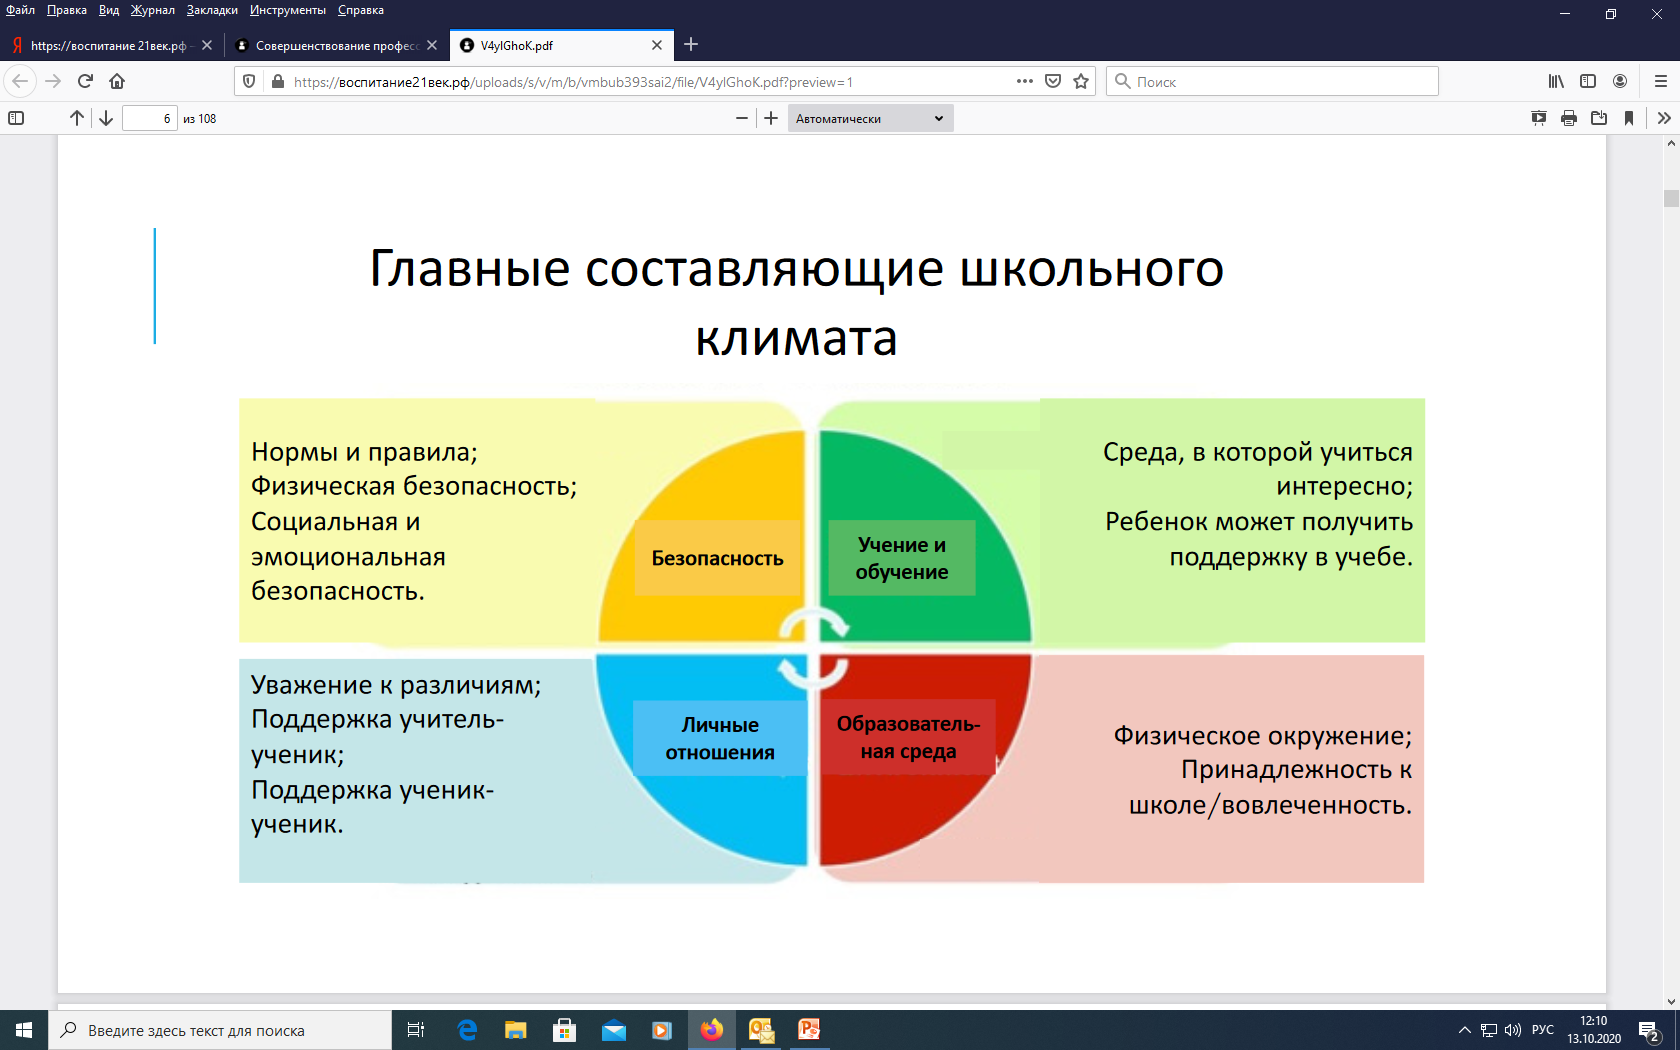 Файл Правка Вид Журнал Закладки Инструменты Справка
https://воспитание 21век.рф -
Совершенствование професс
V4ylGhoK.pdf
https://воспитание21век.рф/uploads/s/v/m/b/vmbub393sai2/file/V4ylGhoK.pdf?preview=1
Поиск
6 из 108
Автоматически
Главные составляющие школьного
климата
Нормы и правила;
Физическая безопасность;
Социальная и
эмоциональная
безопасность.
Безопасность
Учение и
обучение
Среда, в которой учиться
интересно;
Ребенок может получить
поддержку в учебе.
Уважение к различиям;
Поддержка учитель-
ученик;
Поддержка ученик-
ученик.
Личные
отношения
Образователь-
ная среда
Физическое окружение;
Принадлежность к
школе/вовлеченность.
Введите здесь текст для поиска
РУС
12:10
13.10.2020
2